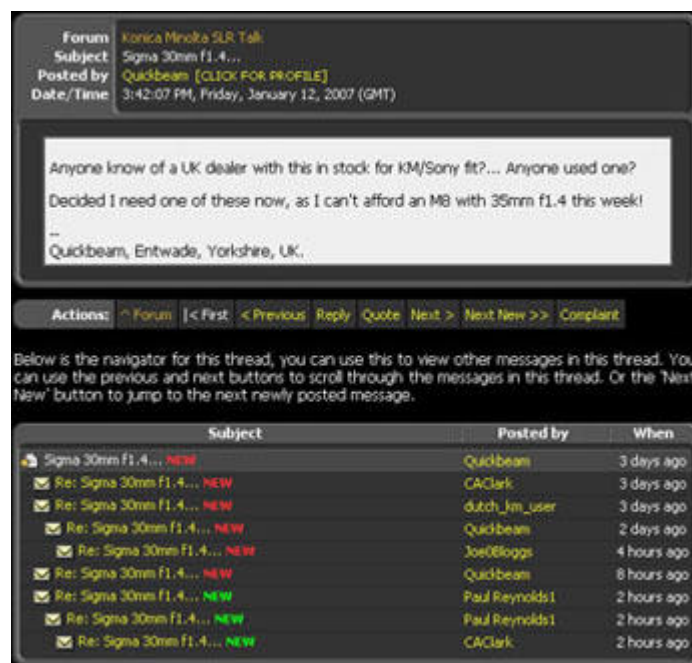 Forum Konica Minolta SLR Talk
Subject Sigma 30mm f1.4...
Posted by Quickbeam [CLICK FOR PROFILE]
Date/Time 3:42:07 PM, Friday, January 12, 2007 (GMT)
Anyone know of a UK dealer with this in stock for KM/Sony fit?... Anyone used one?
Decided I need one of these now, as I can't afford an M8 with 35mm f1.4 this week!
--
Quickbeam, Entwade, Yorkshire, UK.
Actions: ^ Forum |< First < Previous Reply Quote Next > Next New >> Complaint
Below is the navigator for this thread, you can use this to view other messages in this thread. You
can use the previous and next buttons to scroll through the messages in this thread. Or the 'Next
New' button to jump to the next newly posted message.
Subject Posted by When
Sigma 30mm f1.4... NEW Quickbeam 3 days ago
Re: Sigma 30mm f1.4... NEW CAClark 3 days ago
Re: Sigma 30mm f1.4... NEW dutch_km_user 3 days ago
Re: Sigma 30mm f1.4... NEW Quickbeam 2 days ago
Re: Sigma 30mm f1.4... NEW Joe0Bloggs 4 hours ago
Re: Sigma 30mm f1.4... NEW Quickbeam 8 hours ago
Re: Sigma 30mm f1.4... NEW Paul Reynolds1 2 hours ago
Re: Sigma 30mm f1.4... NEW Paul Reynolds1 2 hours ago
Re: Sigma 30mm f1.4... NEW CAClark 2 hours ago